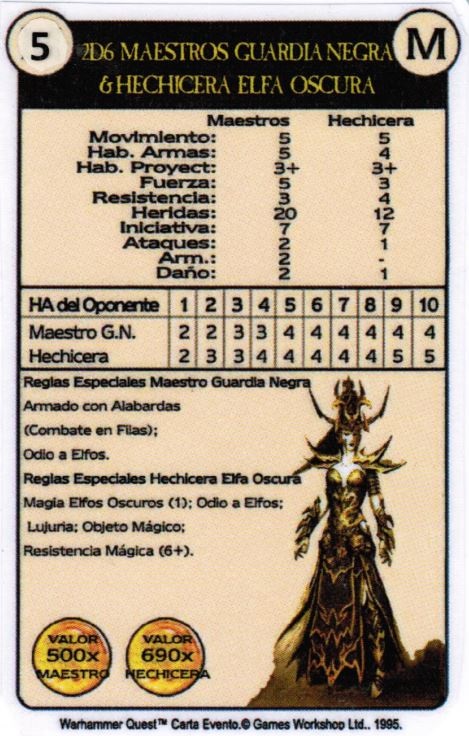 5 2D6 MAESTROS GUARDIA NEGRA M
& HECHICERA ELFA OSCURA
Maestros Hechicera
Movimiento: 5 5
Hab. Armas: 5 4
Hab. Proyect: 3+ 3+
Fuerza: 5 3
Resistencia: 3 4
Heridas: 20 12
Iniciativa: 7 7
Ataques: 2 1
Arm.: 2 -
Daño: 2 1
HA del Oponente 1 2 3 4 5 6 7 8 9 10
Maestro G.N. 2 2 3 3 4 4 4 4 4 4
Hechicera 2 3 3 4 4 4 4 4 5 5
Reglas Especiales Maestro Guardia Negra
Armado con Alabardas
(Combate en Filas);
Odio a Elfos.
Reglas Especiales Hechicera Elfa Oscura
Magia Elfos Oscuros (1); Odio a Elfos;
Lujuria; Objeto Mágico;
Resistencia Mágica (6+).
VALOR
500x
MAESTRO
VALOR
690x
HECHICERA
Warhammer Quest™ Carta Evento.© Games Workshop Ltd.. 1995.